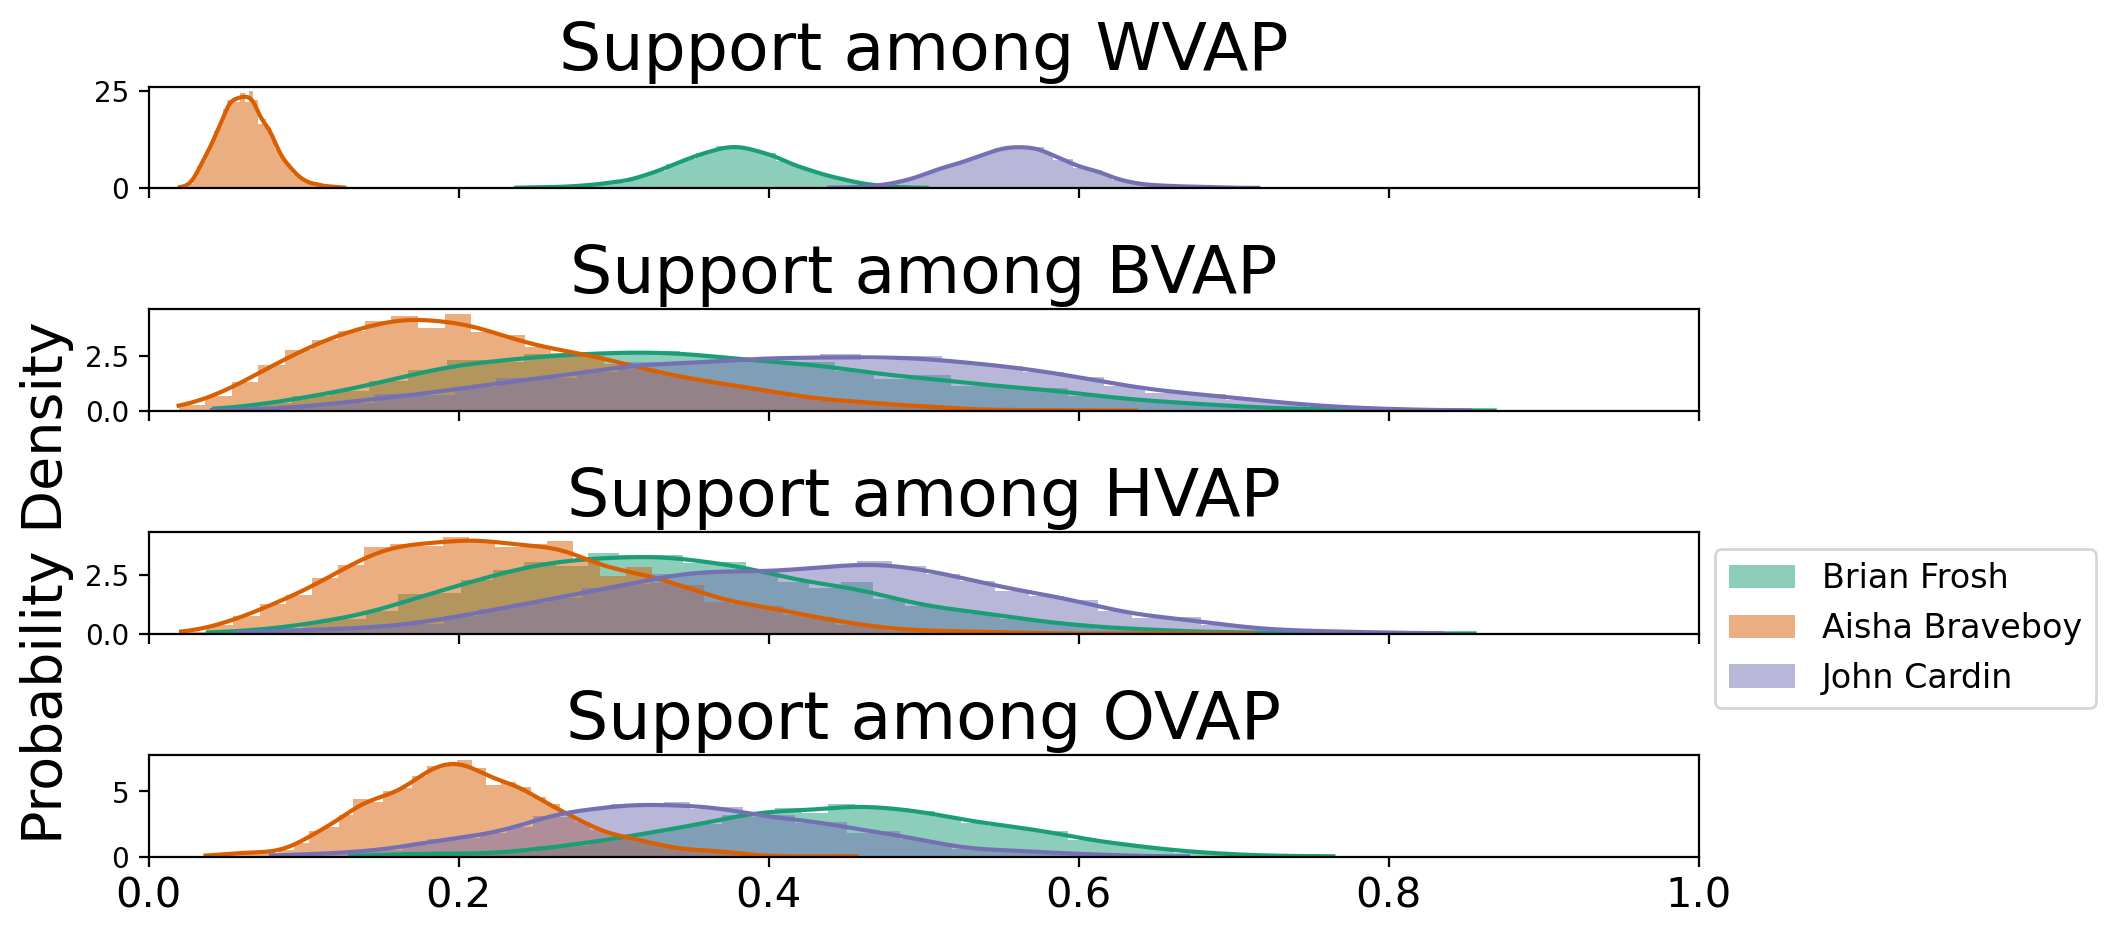 Support among WVAP
25
0
Support among BVAP
2.5
0.0
Support among HVAP
2.5
0.0
Support among OVAP
5
0
0.0 0.2 0.4 0.6 0.8 1.0
Probability Density
Brian Frosh
Aisha Braveboy
John Cardin